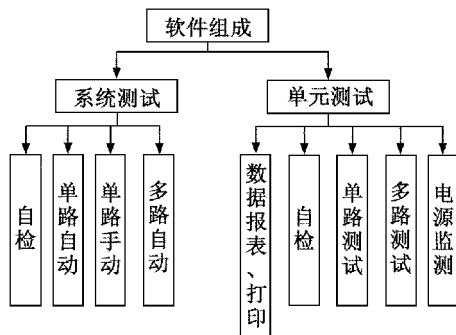 软件组成
系统测试
单元测试
自检
单路自动
单路手动
多路自动
数据报表、打印
自检
单路测试
多路测试
电源监测